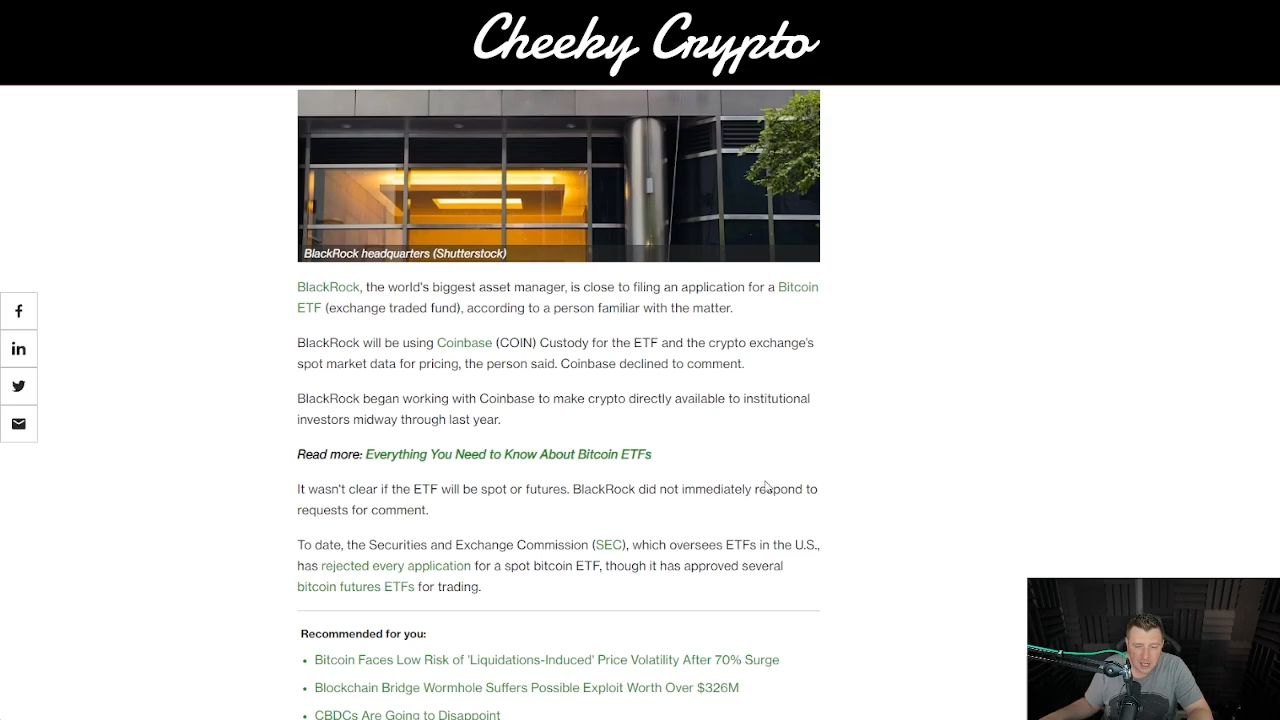 Cheeky Crypto
BlackRock headquarters (Shutterstock)
BlackRock, the world's biggest asset manager, is close to filing an application for a Bitcoin
ETF (exchange traded fund), according to a person familiar with the matter.
BlackRock will be using Coinbase (COIN) Custody for the ETF and the crypto exchange's
spot market data for pricing, the person said. Coinbase declined to comment.
BlackRock began working with Coinbase to make crypto directly available to institutional
investors midway through last year.
Read more: Everything You Need to Know About Bitcoin ETFs
It wasn't clear if the ETF will be spot or futures. BlackRock did not immediately respond to
requests for comment.
To date, the Securities and Exchange Commission (SEC), which oversees ETFs in the U.S.,
has rejected every application for a spot bitcoin ETF, though it has approved several
bitcoin futures ETFs for trading.
Recommended for you:
• Bitcoin Faces Low Risk of 'Liquidations-Induced' Price Volatility After 70% Surge
• Blockchain Bridge Wormhole Suffers Possible Exploit Worth Over $326M
• CBDCs Are Going to Disappoint